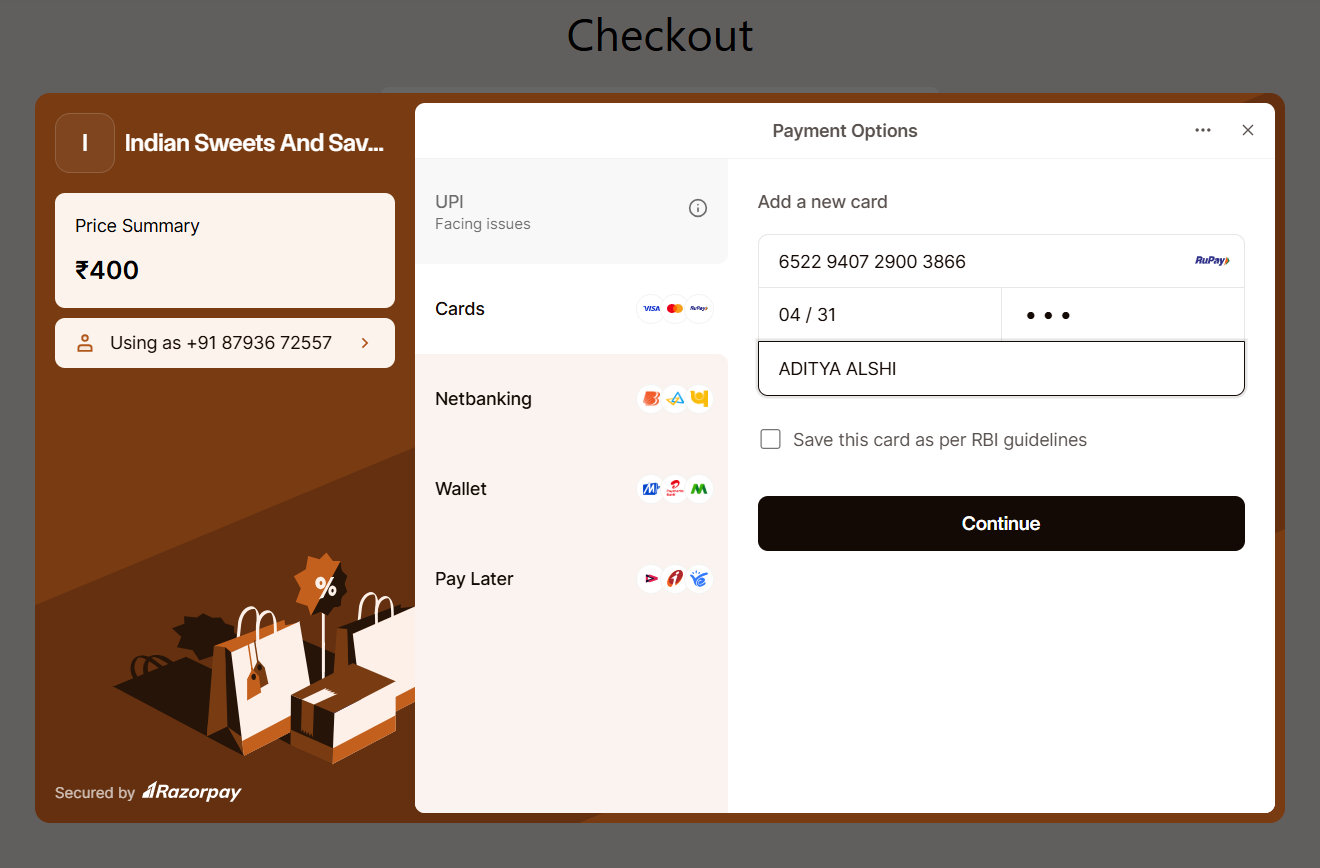 Checkout
I
Indian Sweets And Sav...
Price Summary
₹400
Using as +91 87936 72557
Secured by Razorpay
Payment Options
UPI
Facing issues
Cards
VISA
RuPay
Netbanking
Wallet
Pay Later
%
Add a new card
6522 9407 2900 3866
RuPay
04 / 31
ADITYA ALSHI
Save this card as per RBI guidelines
Continue